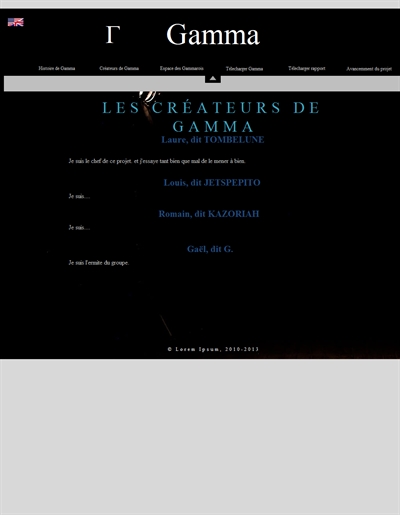 Γ Gamma
Histoire de Gamma Créateurs de Gamma Espace des Gammatiens Telecharger Gamma Télecharger rapport Avancement du projet
LES CRÉATEURS DE
GAMMA
Laure, dit TOMBELUNE
Je suis le chef de ce projet et j'essaye tant bien que mal de le mener à bien.
Louis, dit JETSPEPITO
Je suis....
Romain, dit KAZORIAH
Je suis....
Gaël, dit G.
Je suis l'ermite du groupe.
© Lorem Ipsum, 2010-2013